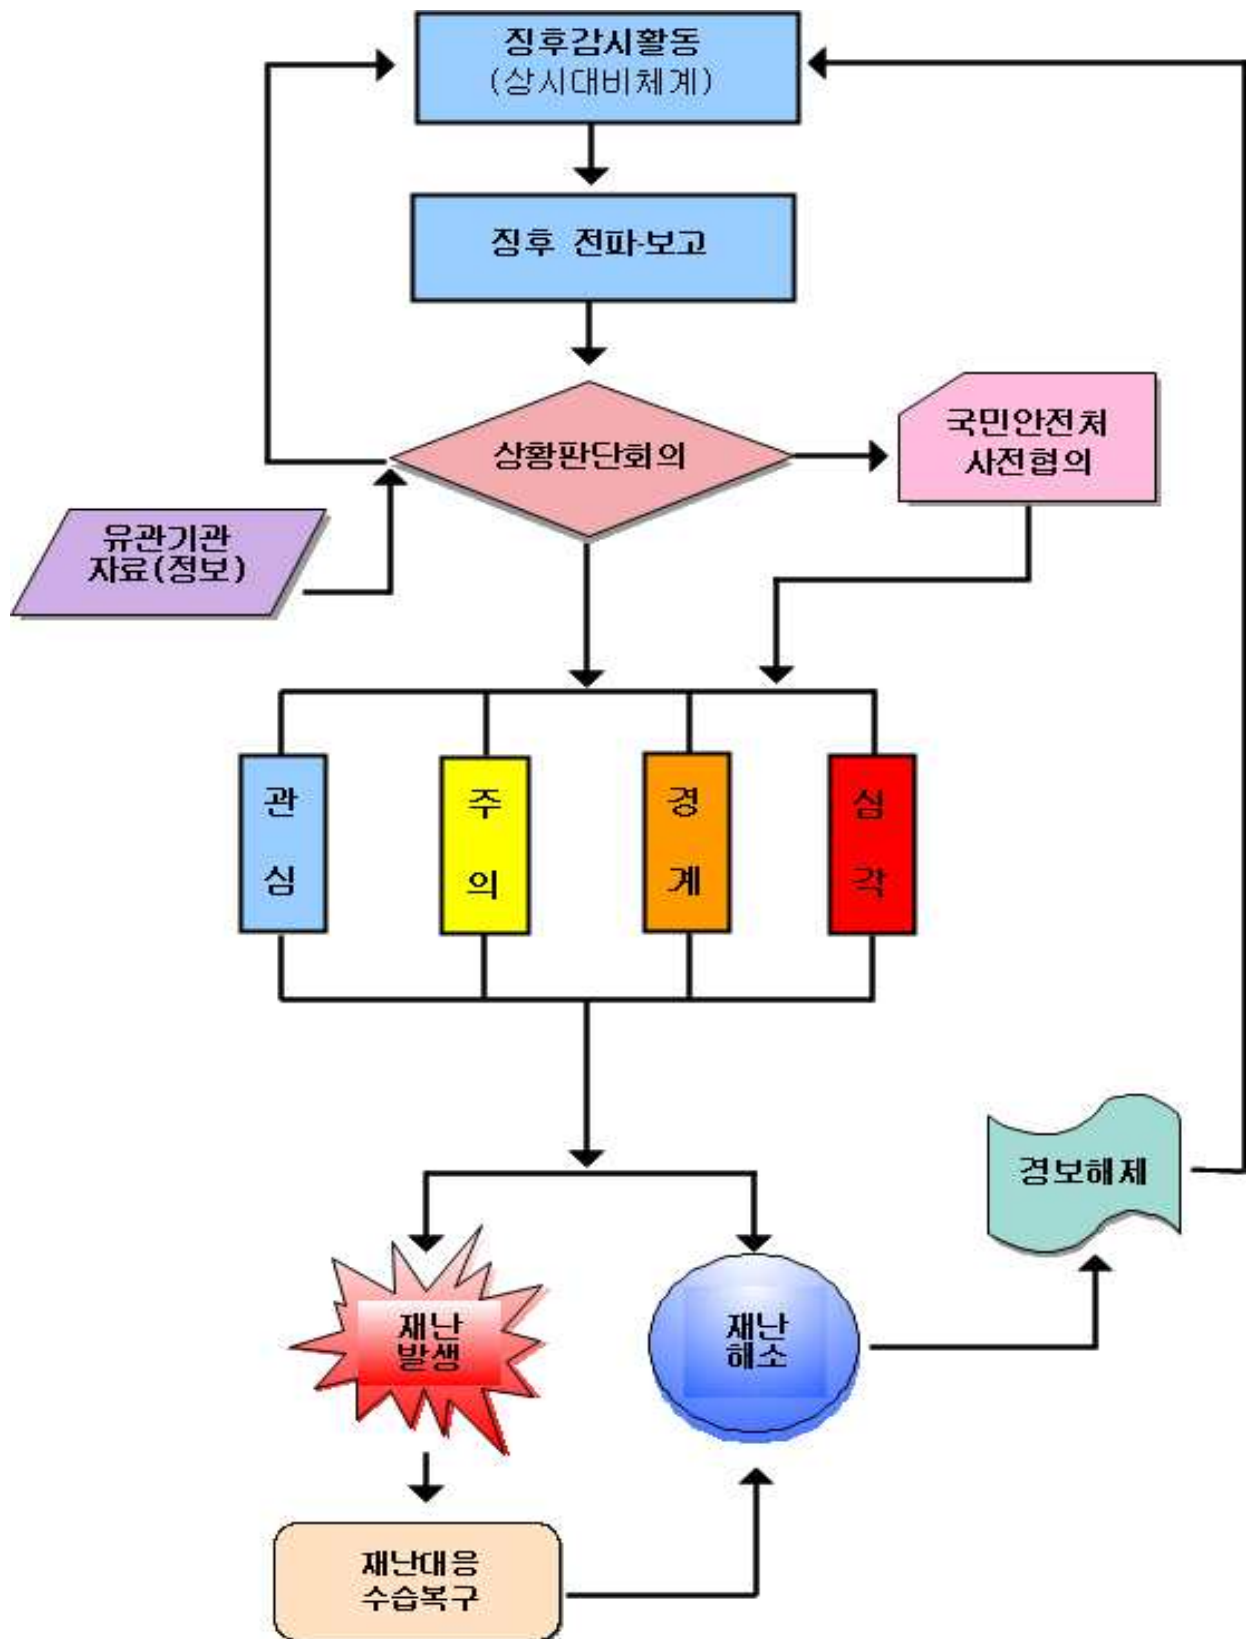 징후감시활동
(상시대비체계)
징후 전파·보고
상황판단회의
국민안전처
사전협의
유관기관
자료(정보)
관심
주의
경계
심각
경보해제
재난
발생
재난
해소
재난대응
수습복구